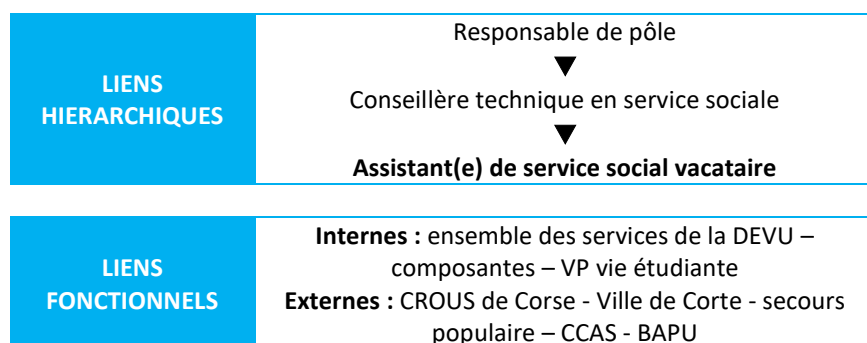 LIENS
HIERARCHIQUES
Responsable de pôle
▼
Conseillère technique en service sociale
▼
Assistant(e) de service social vacataire
LIENS
FONCTIONNELS
Internes : ensemble des services de la DEVU –
composantes – VP vie étudiante
Externes : CROUS de Corse - Ville de Corte - secours
populaire – CCAS - BAPU